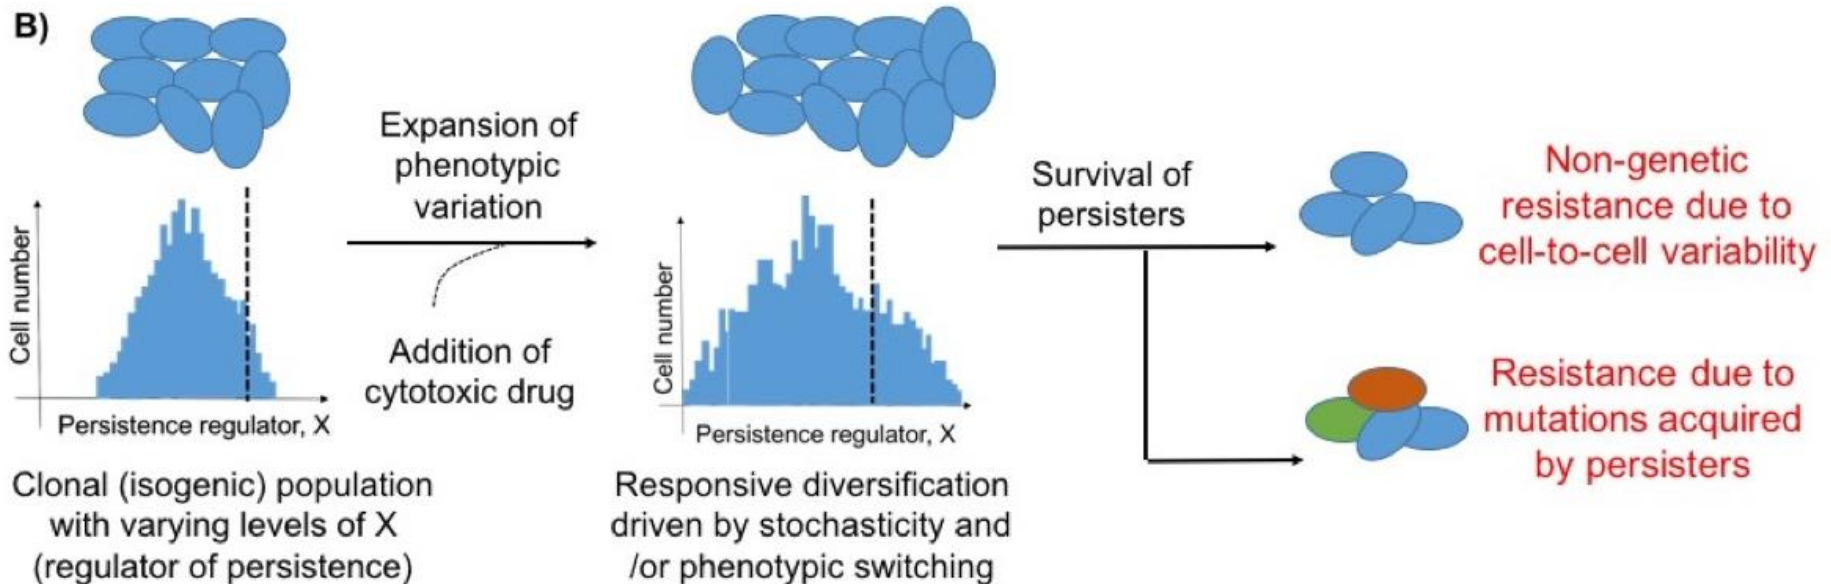 B)
Expansion of
phenotypic
variation
Addition of
cytotoxic drug
Cell number
Persistence regulator, X
Clonal (isogenic) population
with varying levels of X
(regulator of persistence)
Cell number
Persistence regulator, X
Responsive diversification
driven by stochasticity and
/or phenotypic switching
Survival of
persisters
Non-genetic
resistance due to
cell-to-cell variability
Resistance due to
mutations acquired
by persisters